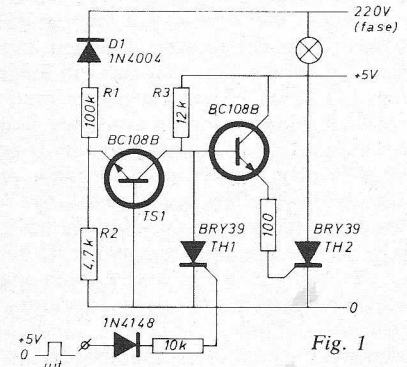 220V
(fase)
D1
1N4004
+5V
R1
100k
R3
12k
BC108B
BC108B
TS1
R2
4,7k
BRY39
TH1
100
BRY39
TH2
0
1N4148
+5V
0
10k
Fig. 1
uit